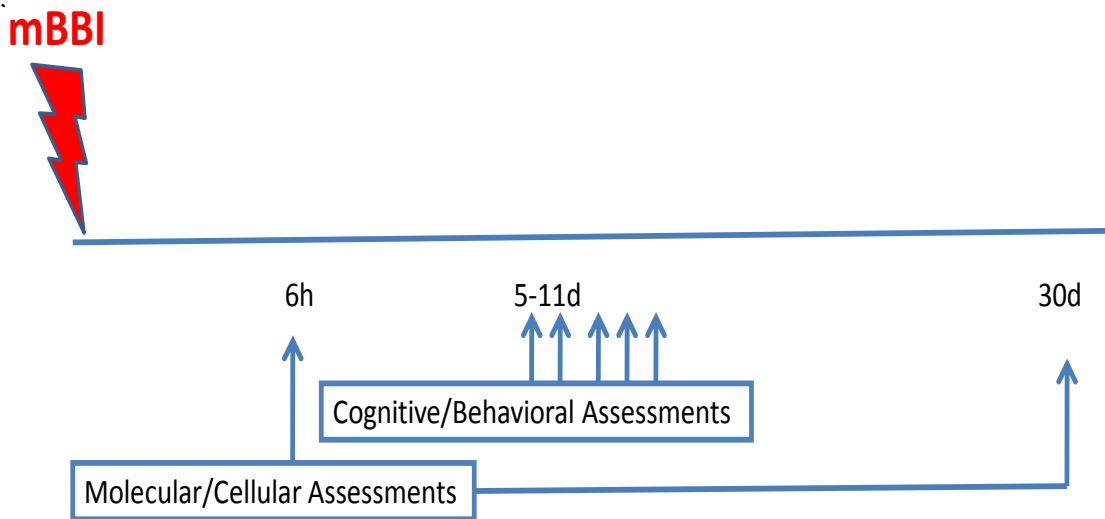 mBBI
6h 5-11d 30d
Cognitive/Behavioral Assessments
Molecular/Cellular Assessments